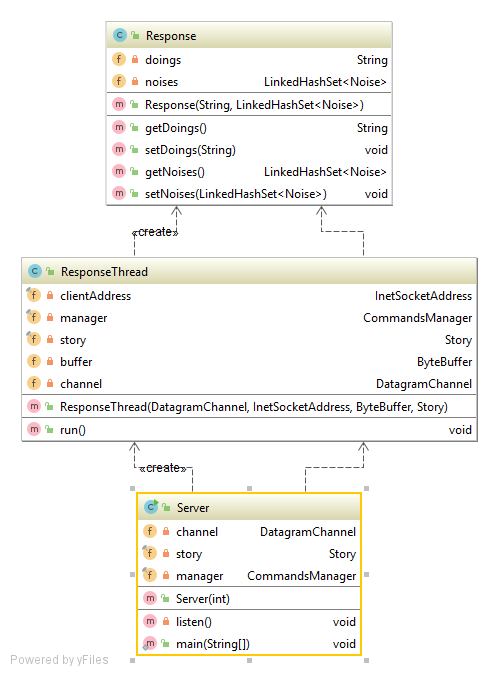 Response
doings String
noises LinkedHashSet<Noise>
Response(String, LinkedHashSet<Noise>)
getDoings() String
setDoings(String) void
getNoises() LinkedHashSet<Noise>
setNoises(LinkedHashSet<Noise>) void
«create»
ResponseThread
clientAddress InetSocketAddress
manager CommandsManager
story Story
buffer ByteBuffer
channel DatagramChannel
ResponseThread(DatagramChannel, InetSocketAddress, ByteBuffer, Story)
run() void
«create»
Server
channel DatagramChannel
story Story
manager CommandsManager
Server(int)
listen() void
main(String[]) void
Powered by yFiles